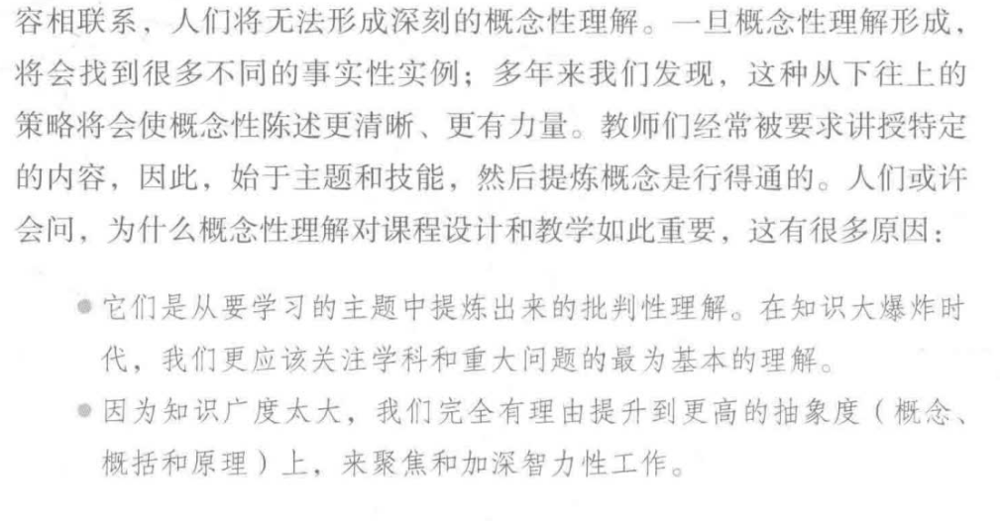 容相联系，人们将无法形成深刻的概念性理解。一旦概念性理解形成，
将会找到很多不同的事实性实例；多年来我们发现，这种从下往上的
策略将会使概念性陈述更清晰、更有力量。教师们经常被要求讲授特定
的内容，因此，始于主题和技能，然后提炼概念是行得通的。人们或许
会问，为什么概念性理解对课程设计和教学如此重要，这有很多原因：
●它们是从要学习的主题中提炼出来的批判性理解。在知识大爆炸时
代，我们更应该关注学科和重大问题的最为基本的理解。
●因为知识广度太大，我们完全有理由提升到更高的抽象度（概念、
概括和原理）上，来聚焦和加深智力性工作。